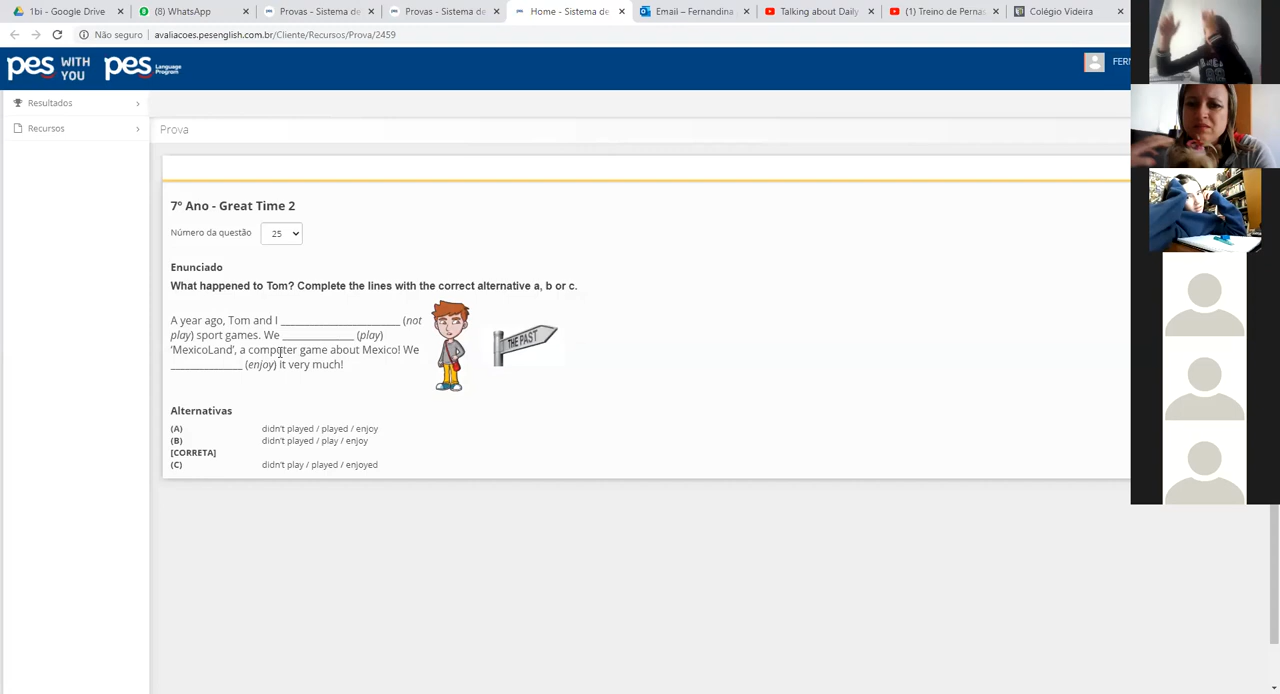 1bi - Google Drive
(8) WhatsApp
Provas - Sistema de
Provas - Sistema de
Home - Sistema de
Email – Fernandina
Talking about Daily
(1) Treino de Pernas
Colégio Videira
Não seguro | avaliacoes.pesenglish.com.br/Cliente/Recursos/Prova/2459
pes WITH YOU pes Language Program
FERN
Resultados
Recursos
Prova
7º Ano - Great Time 2
Número da questão 25
Enunciado
What happened to Tom? Complete the lines with the correct alternative a, b or c.
A year ago, Tom and I ______________________ (not
play) sport games. We _____________ (play)
'MexicoLand', a computer game about Mexico! We
_____________ (enjoy) it very much!
THE PAST
Alternativas
(A) didn't played / played / enjoy
(B) didn't played / play / enjoy
[CORRETA]
(C) didn't play / played / enjoyed